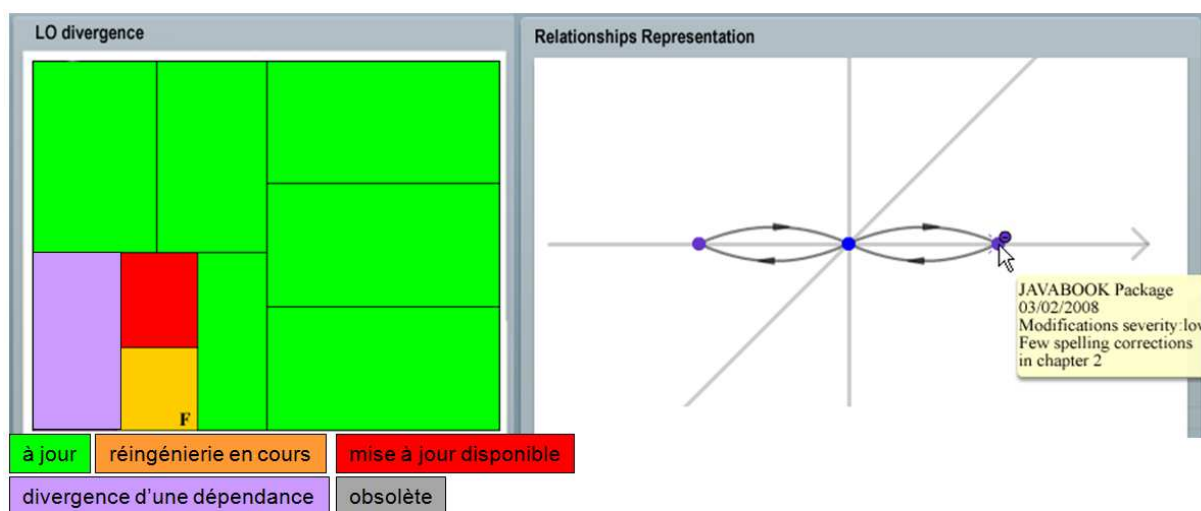 LO divergence
Relationships Representation
F
JAVABOOK Package
03/02/2008
Modifications severity:low
Few spelling corrections
in chapter 2
à jour
réingénierie en cours
mise à jour disponible
divergence d'une dépendance
obsolète